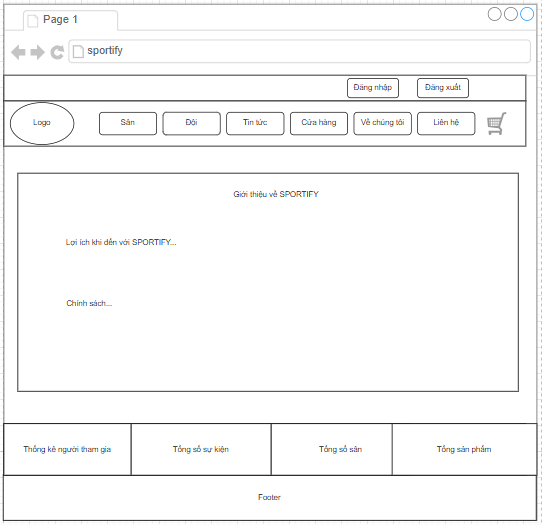 Page 1
sportify
Đăng nhập
Đăng xuất
Logo
Sân
Đội
Tin tức
Cửa hàng
Về chúng tôi
Liên hệ
Giới thiệu về SPORTIFY
Lợi ích khi đến với SPORTIFY...
Chính sách...
Thống kê người tham gia
Tổng số sự kiện
Tổng số sân
Tổng sản phẩm
Footer